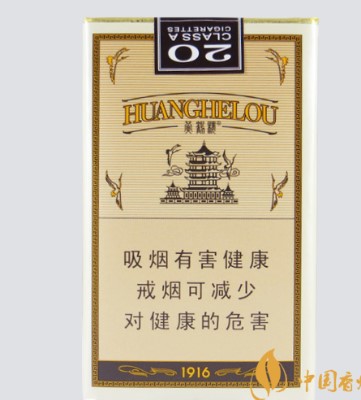 20
CLASS A
CIGARETTES
HUANGHELOU
黄鹤楼®
吸烟有害健康
戒烟可减少
对健康的危害
1916
中国香烟